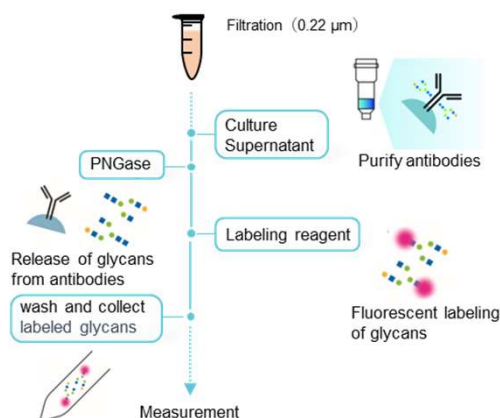 Filtration（0.22 μm）
Culture
Supernatant
Purify antibodies
PNGase
Release of glycans
from antibodies
Labeling reagent
Fluorescent labeling
of glycans
wash and collect
labeled glycans
Measurement